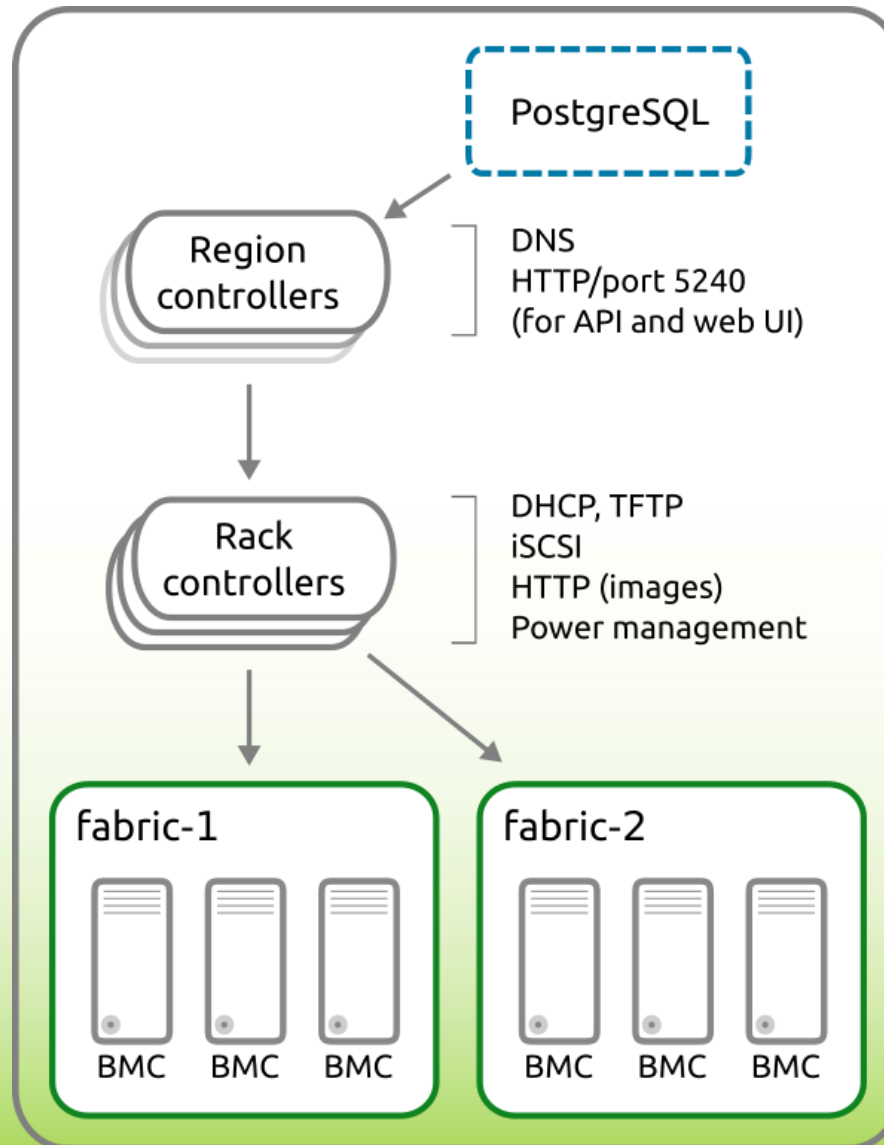 PostgreSQL
Region
controllers
DNS
HTTP/port 5240
(for API and web UI)
Rack
controllers
DHCP, TFTP
iSCSI
HTTP (images)
Power management
fabric-1
BMC BMC BMC
fabric-2
BMC BMC BMC